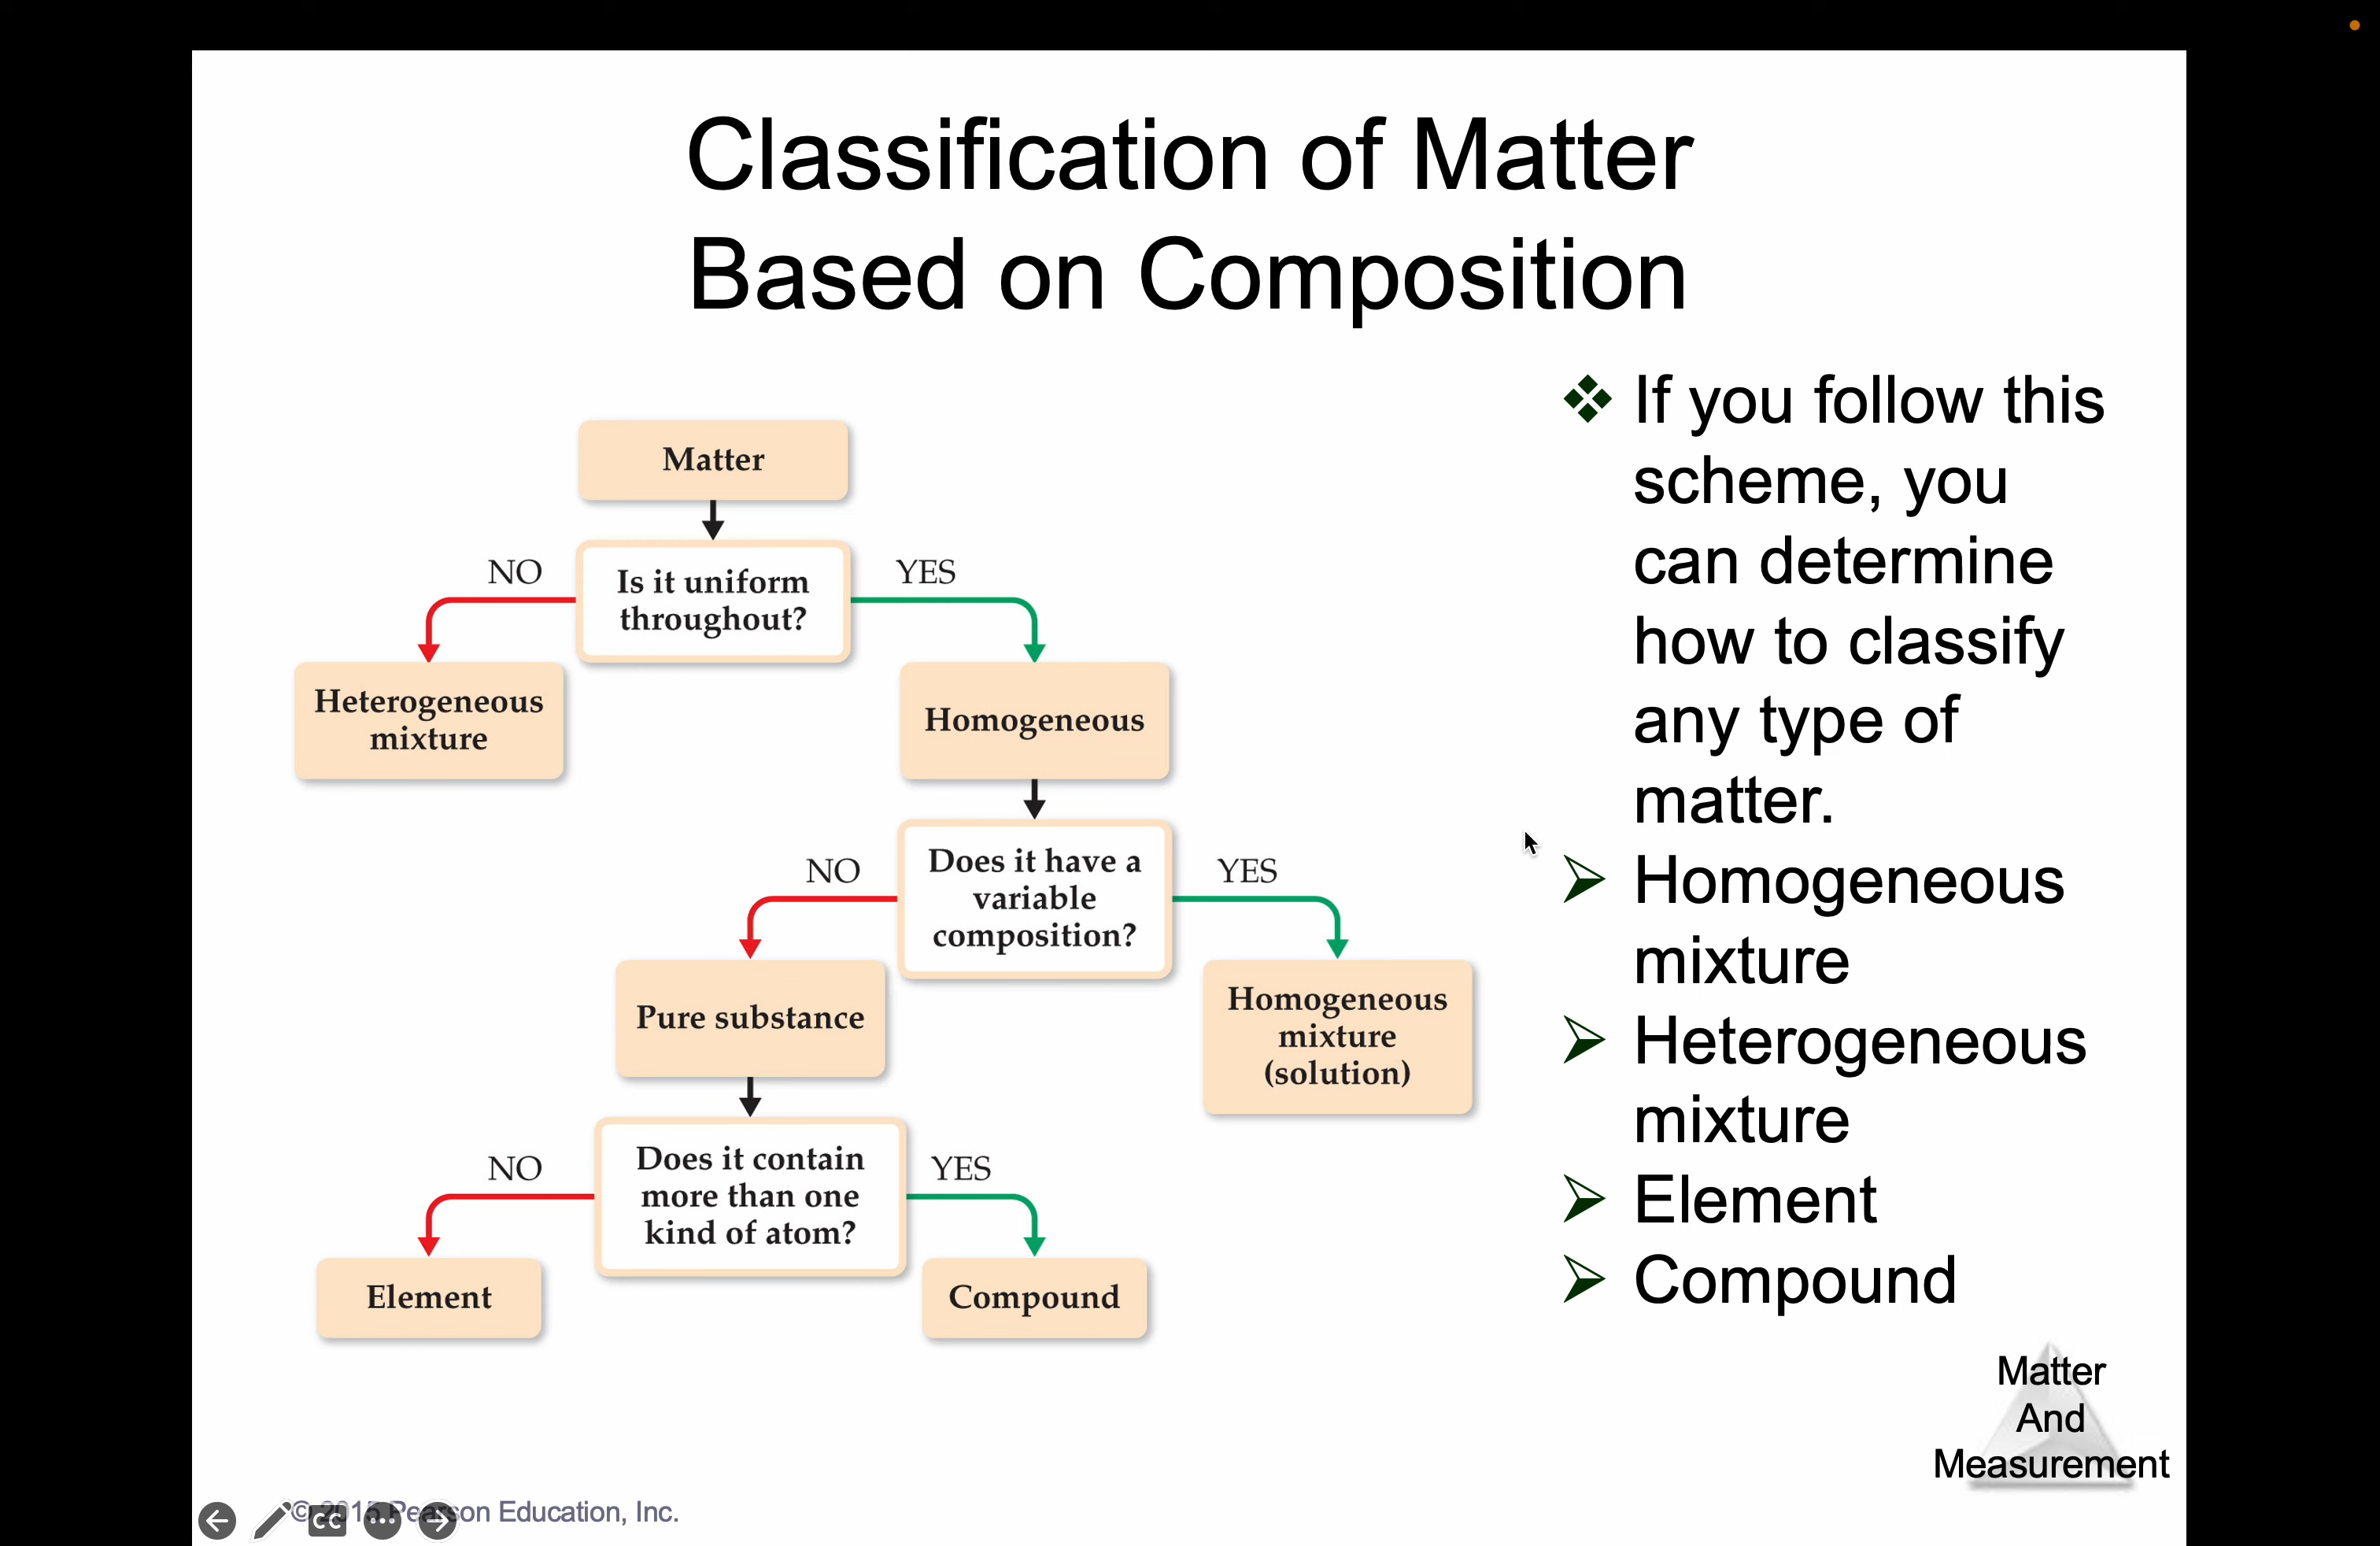 Classification of Matter
Based on Composition
Matter
NO
Is it uniform
throughout?
YES
Heterogeneous
mixture
Homogeneous
NO
Does it have a
variable
composition?
YES
Pure substance
Homogeneous
mixture
(solution)
NO
Does it contain
more than one
kind of atom?
YES
Element
Compound
If you follow this
scheme, you
can determine
how to classify
any type of
matter.
Homogeneous
mixture
Heterogeneous
mixture
Element
Compound
Matter
And
Measurement
© 2015 Pearson Education, Inc.
CC